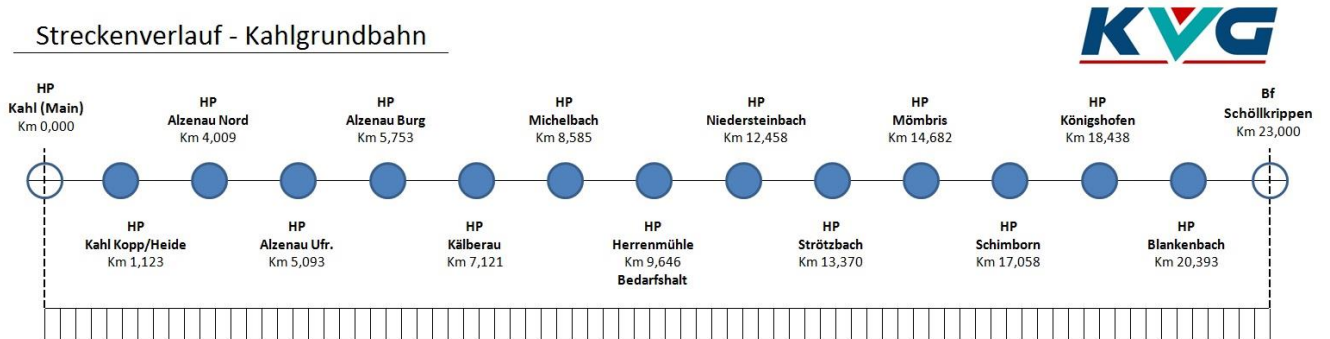 Streckenverlauf - Kahlgrundbahn
KVG
HP
Kahl (Main)
Km 0,000
HP
Kahl Kopp/Heide
Km 1,123
HP
Alzenau Nord
Km 4,009
HP
Alzenau Ufr.
Km 5,093
HP
Alzenau Burg
Km 5,753
HP
Kälberau
Km 7,121
HP
Michelbach
Km 8,585
HP
Herrenmühle
Km 9,646
Bedarfshalt
HP
Niedersteinbach
Km 12,458
HP
Strötzbach
Km 13,370
HP
Mömbris
Km 14,682
HP
Schimborn
Km 17,058
HP
Königshofen
Km 18,438
HP
Blankenbach
Km 20,393
Bf
Schöllkrippen
Km 23,000